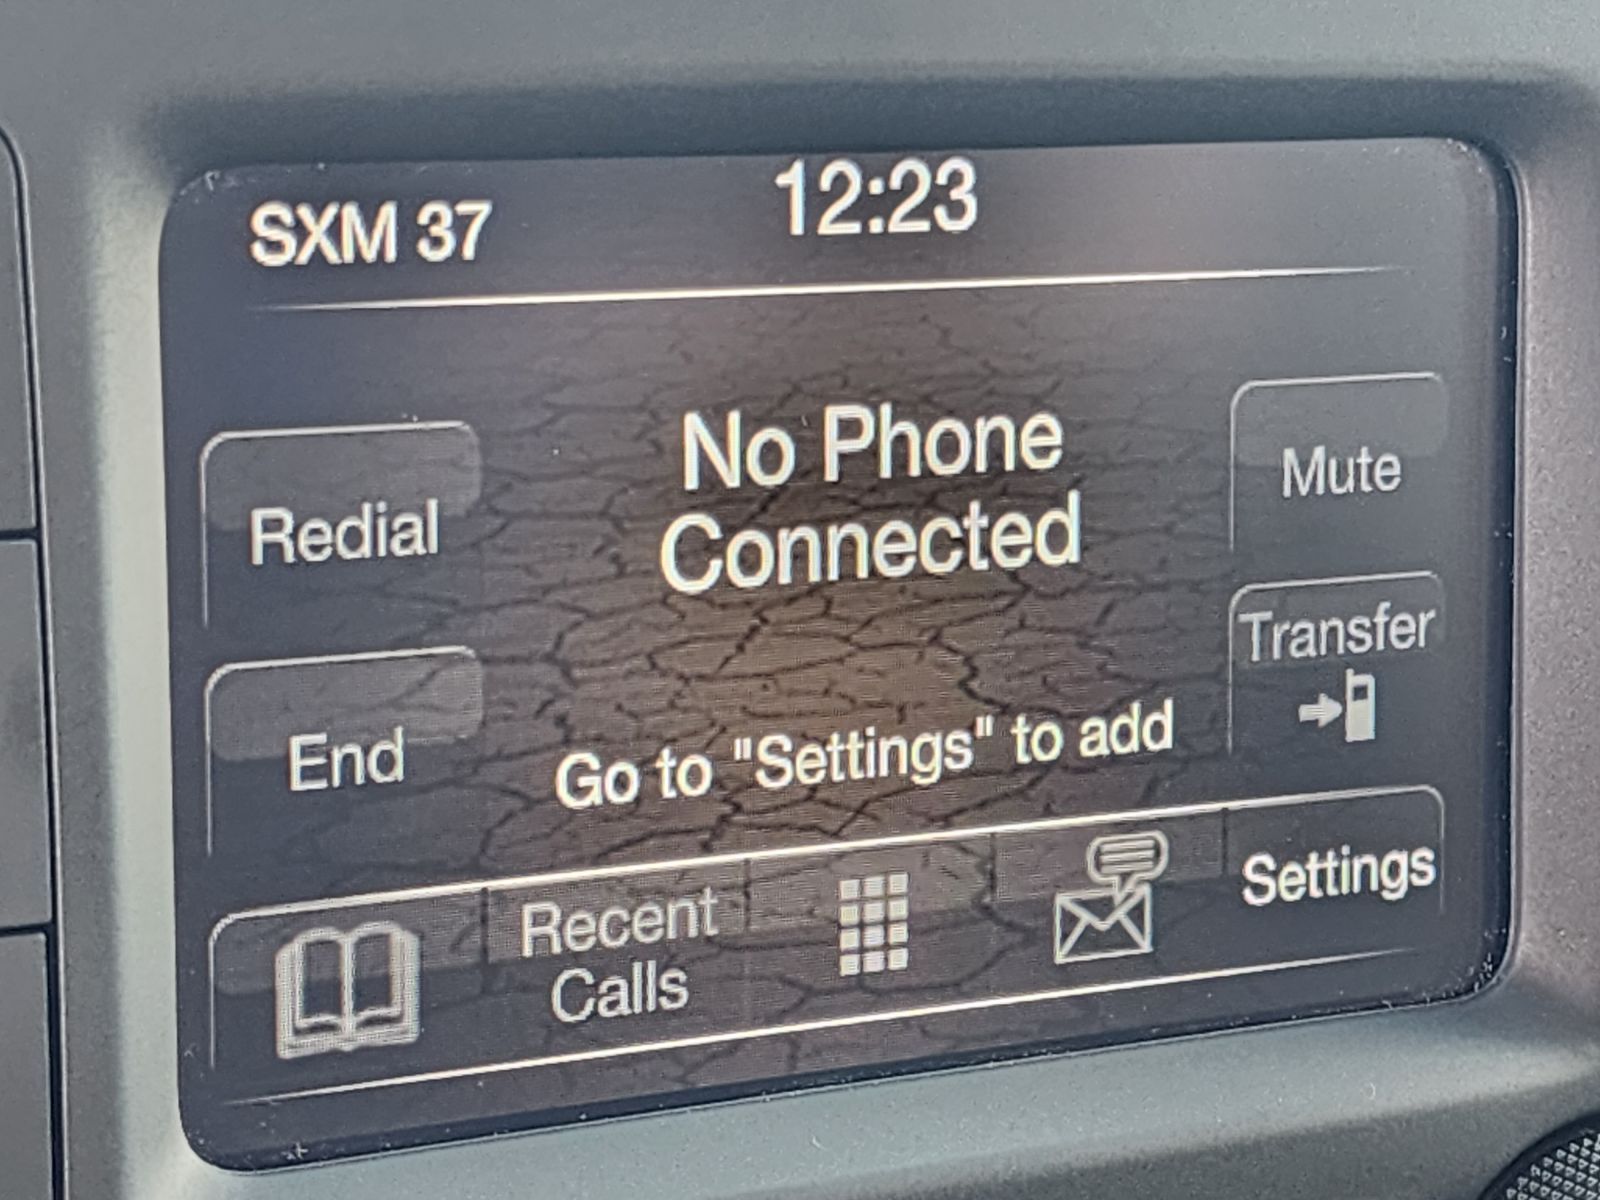 SXM 37
12:23
No Phone
Connected
Redial
Mute
End
Transfer
Go to "Settings" to add
Recent
Calls
Settings